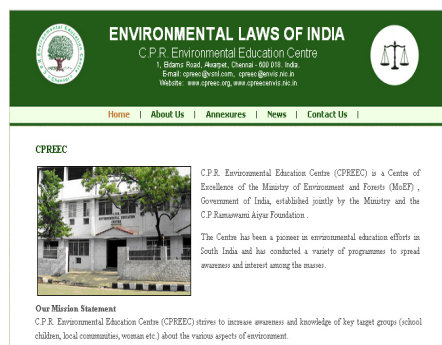 ENVIRONMENTAL LAWS OF INDIA
C.P.R. Environmental Education Centre
1, Eldams Road, Alwarpet, Chennai - 600 018. India.
E-mail: cpreec@vsnl.com, cpreec@envis.nic.in
Website: www.cpreec.org, www.cpreecenvis.nic.in
Home | About Us | Annexures | News | Contact Us |
CPREEC
C.P.R. Environmental Education Centre (CPREEC) is a Centre of
Excellence of the Ministry of Environment and Forests (MoEF) ,
Government of India, established jointly by the Ministry and the
C.P.Ramaswami Aiyar Foundation .
The Centre has been a pioneer in environmental education efforts in
South India and has conducted a variety of programmes to spread
awareness and interest among the masses.
Our Mission Statement
C.P.R. Environmental Education Centre (CPREEC) strives to increase awareness and knowledge of key target groups (school
children, local communities, woman etc.) about the various aspects of environment.